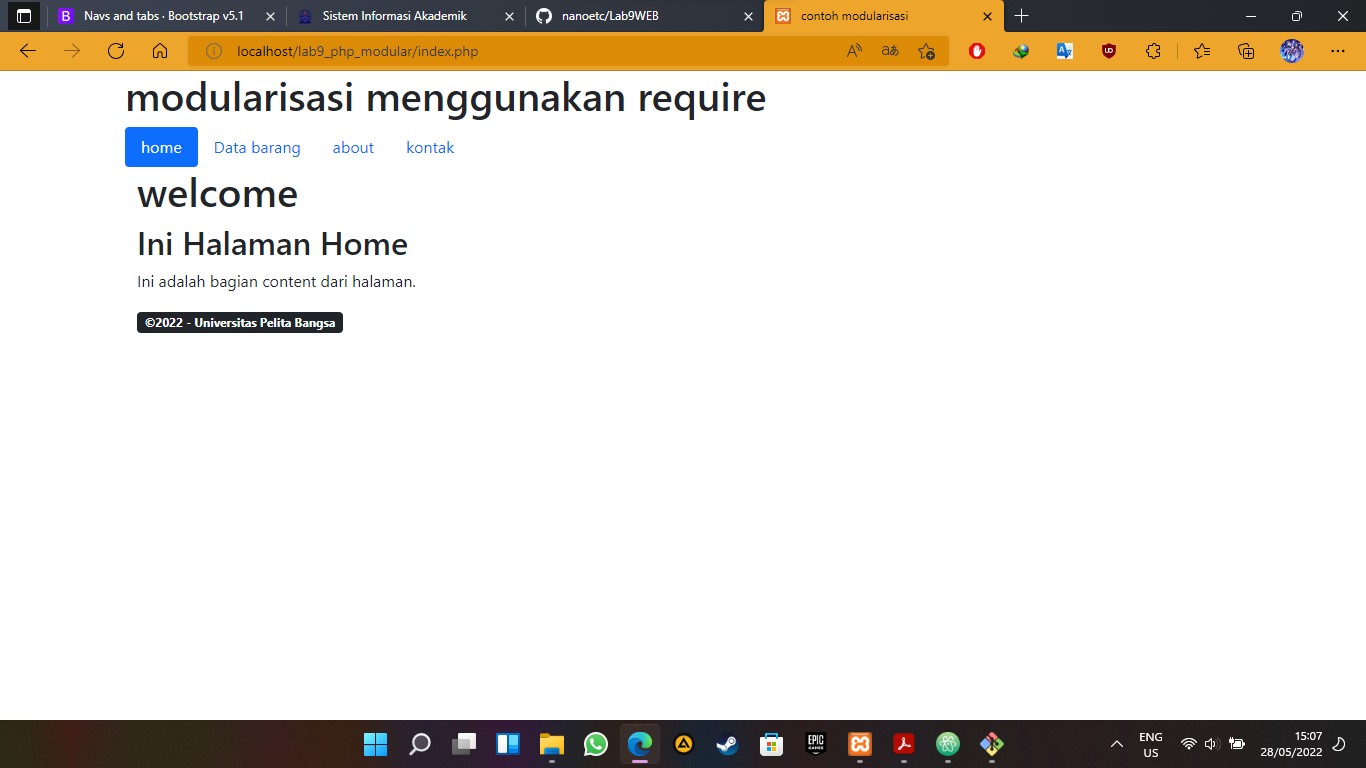 Navs and tabs · Bootstrap v5.1
Sistem Informasi Akademik
nanoetc/Lab9WEB
contoh modularisasi
localhost/lab9_php_modular/index.php
modularisasi menggunakan require
home Data barang about kontak
welcome
Ini Halaman Home
Ini adalah bagian content dari halaman.
©2022 - Universitas Pelita Bangsa
EPIC
GAMES
ENG
US
15:07
28/05/2022